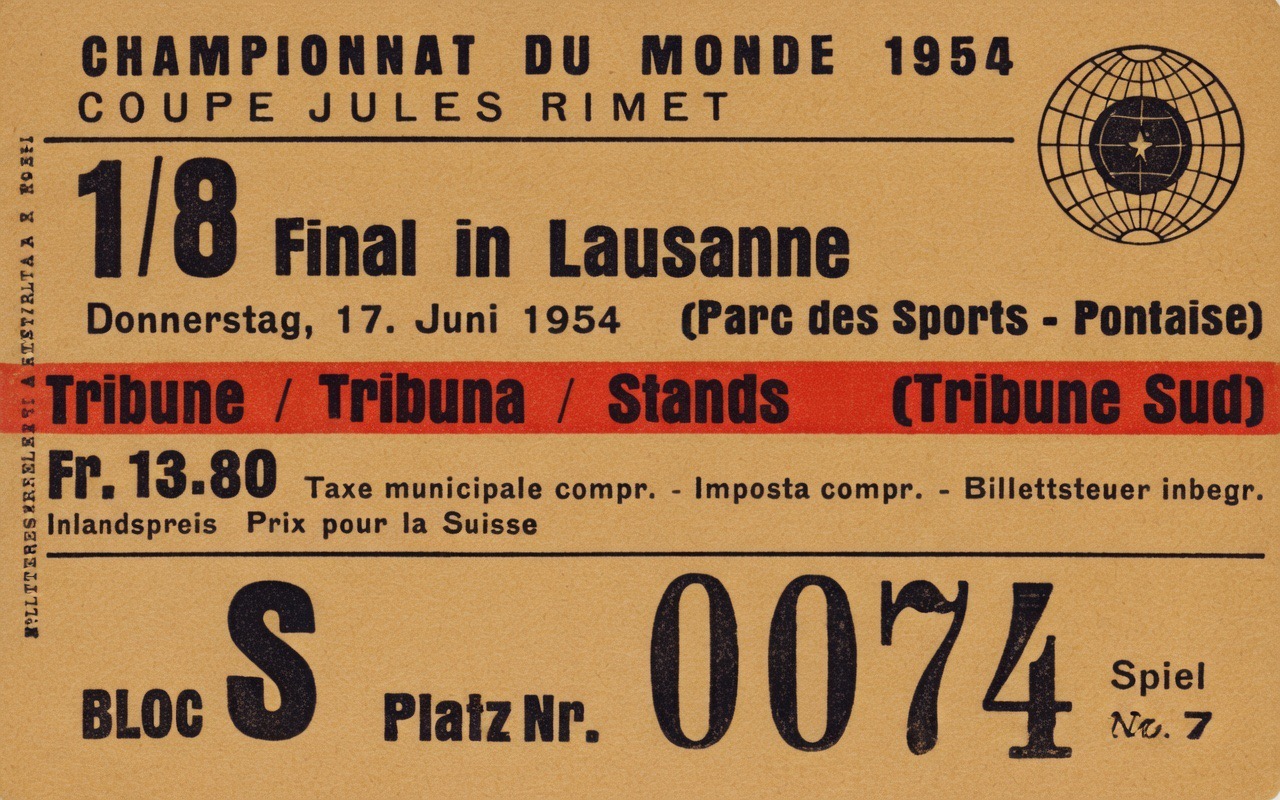 CHAMPIONNAT DU MONDE 1954
COUPE JULES RIMET
1/8 Final in Lausanne
Donnerstag, 17. Juni 1954 (Parc des Sports - Pontaise)
Tribune / Tribuna / Stands (Tribune Sud)
Fr. 13.80 Taxe municipale compr. - Imposta compr. - Billettsteuer inbegr.
Inlandspreis Prix pour la Suisse
BLOC S Platz Nr. 0074 Spiel
No. 7